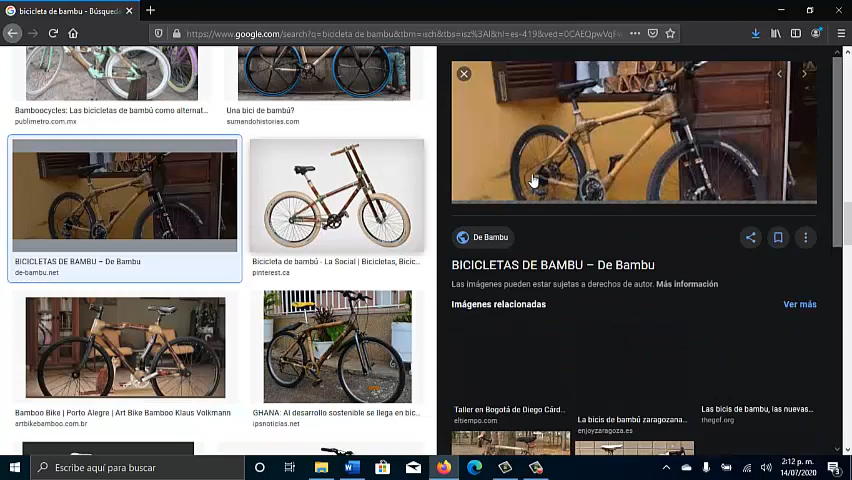 bicicleta de bambu - Búsqued
https://www.google.com/search?q=bicicleta de bambu&tbm=isch&tbs=isz%3Al&hl=es-419&ved=0CAEQpwVqFw
Bamboocycles: Las bicicletas de bambú como alternat...
publimetro.com.mx
Una bici de bambú?
sumandohistorias.com
BICICLETAS DE BAMBU – De Bambu
de-bambu.net
Bicicleta de bambú - La Social | Bicicletas, Bicic...
pinterest.ca
Bamboo Bike | Porto Alegre | Art Bike Bamboo Klaus Volkmann
artbikebamboo.com.br
GHANA: Al desarrollo sostenible se llega en bic...
ipsnoticias.net
De Bambu
BICICLETAS DE BAMBU – De Bambu
Las imágenes pueden estar sujetas a derechos de autor. Más información
Imágenes relacionadas
Ver más
Taller en Bogotá de Diego Cárd...
eltiempo.com
La bicis de bambú zaragozana...
enjoyzaragoza.es
Las bicis de bambu, las nuevas...
thegef.org
Escribe aquí para buscar
2:12 p. m.
14/07/2020
3